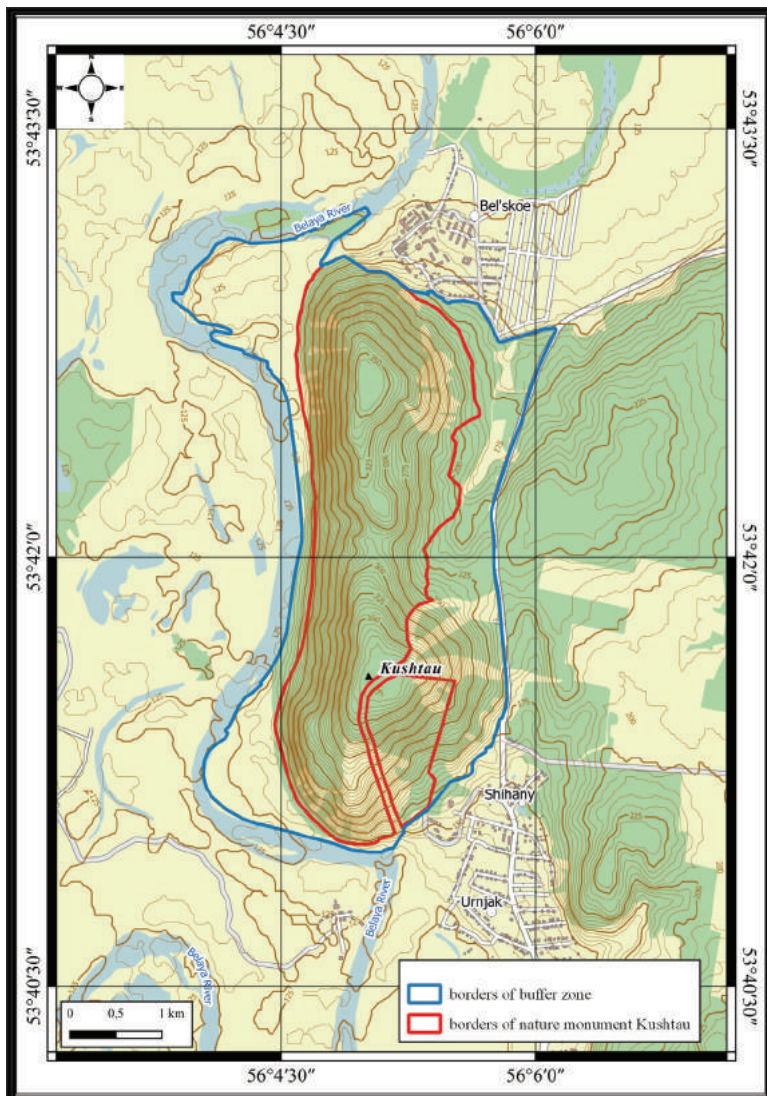 56°4'30"
56°6'0"
N
W
E
S
53°43'30"
53°43'30"
Belaya River
Bel'skoe
53°42'0"
53°42'0"
Kushtau
Shihany
Urnjak
Belaya River
Belaya River
53°40'30"
53°40'30"
borders of buffer zone
borders of nature monument Kushtau
0 0,5 1 km
56°4'30"
56°6'0"